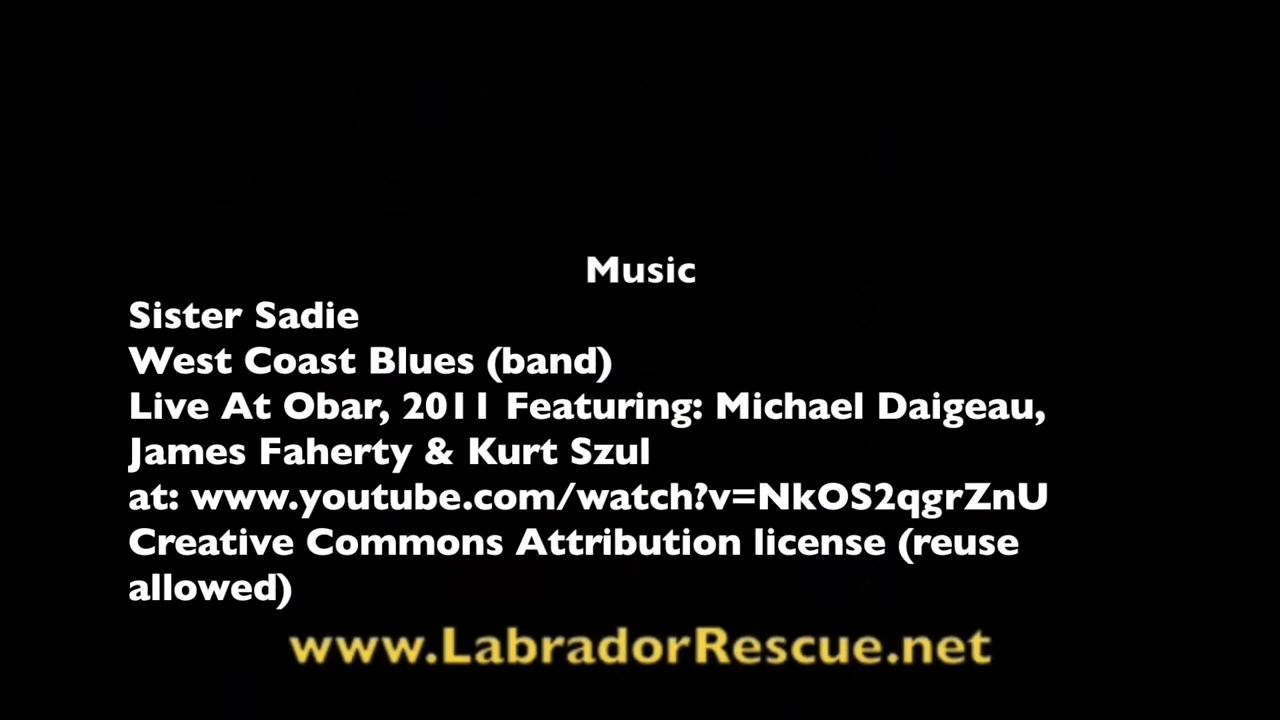 Music
Sister Sadie
West Coast Blues (band)
Live At Obar, 2011 Featuring: Michael Daigeau,
James Faherty & Kurt Szul
at: www.youtube.com/watch?v=NkOS2qgrZnU
Creative Commons Attribution license (reuse
allowed)
www.LabradorRescue.net